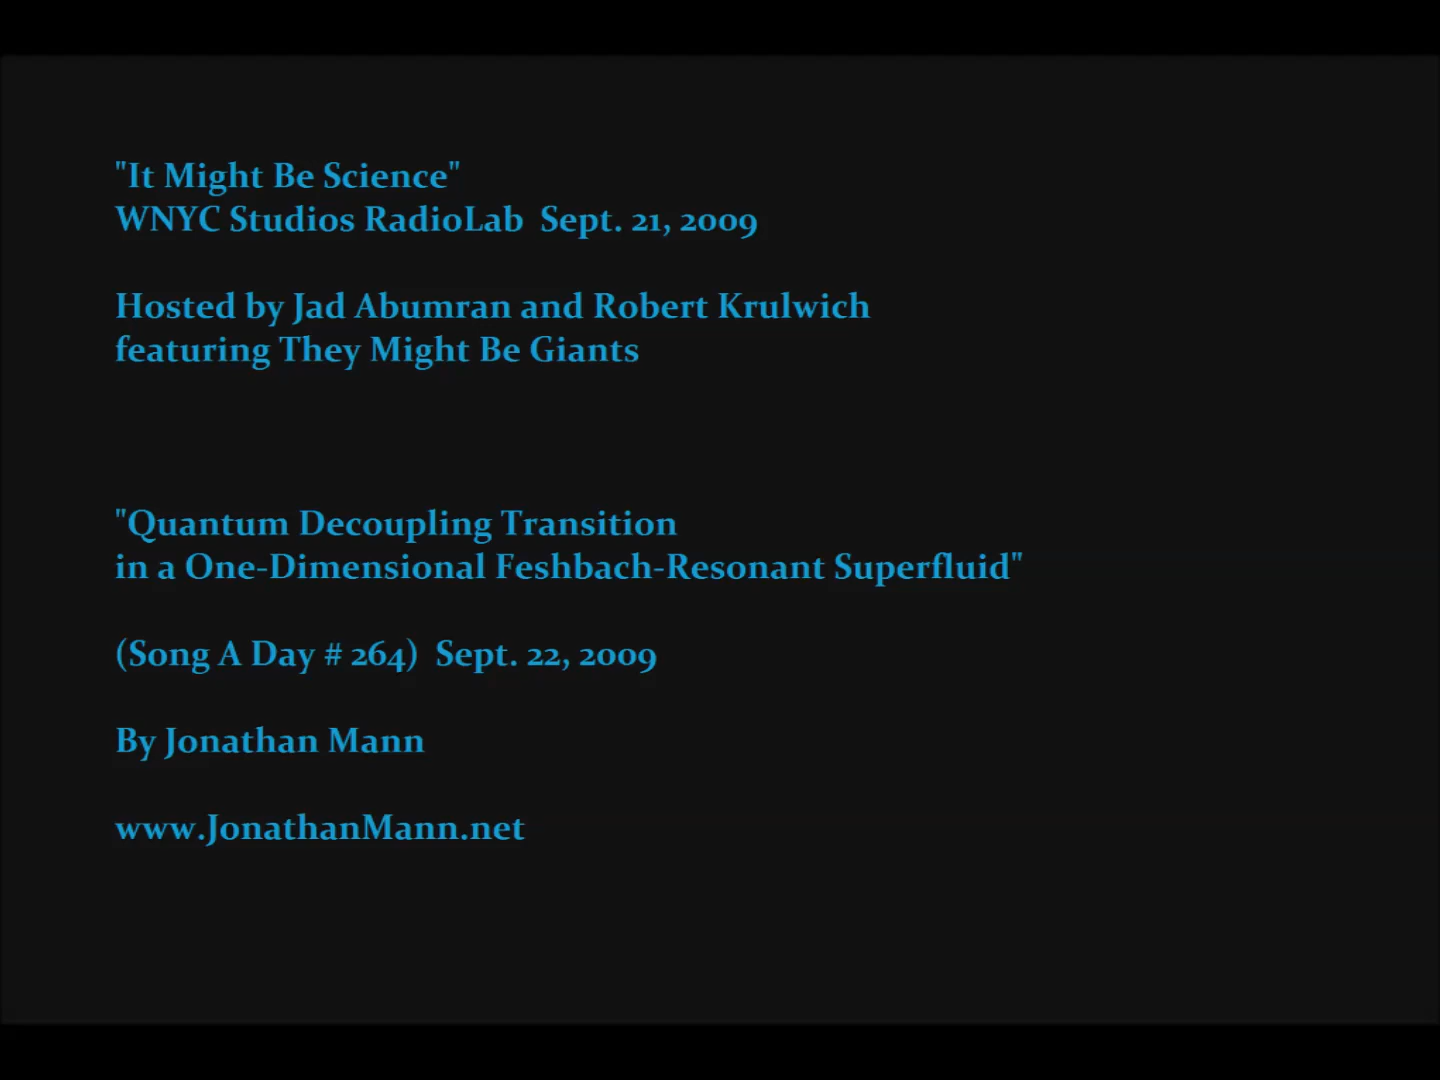 "It Might Be Science"
WNYC Studios RadioLab  Sept. 21, 2009
Hosted by Jad Abumran and Robert Krulwich
featuring They Might Be Giants
"Quantum Decoupling Transition
in a One-Dimensional Feshbach-Resonant Superfluid"
(Song A Day # 264)  Sept. 22, 2009
By Jonathan Mann
www.JonathanMann.net